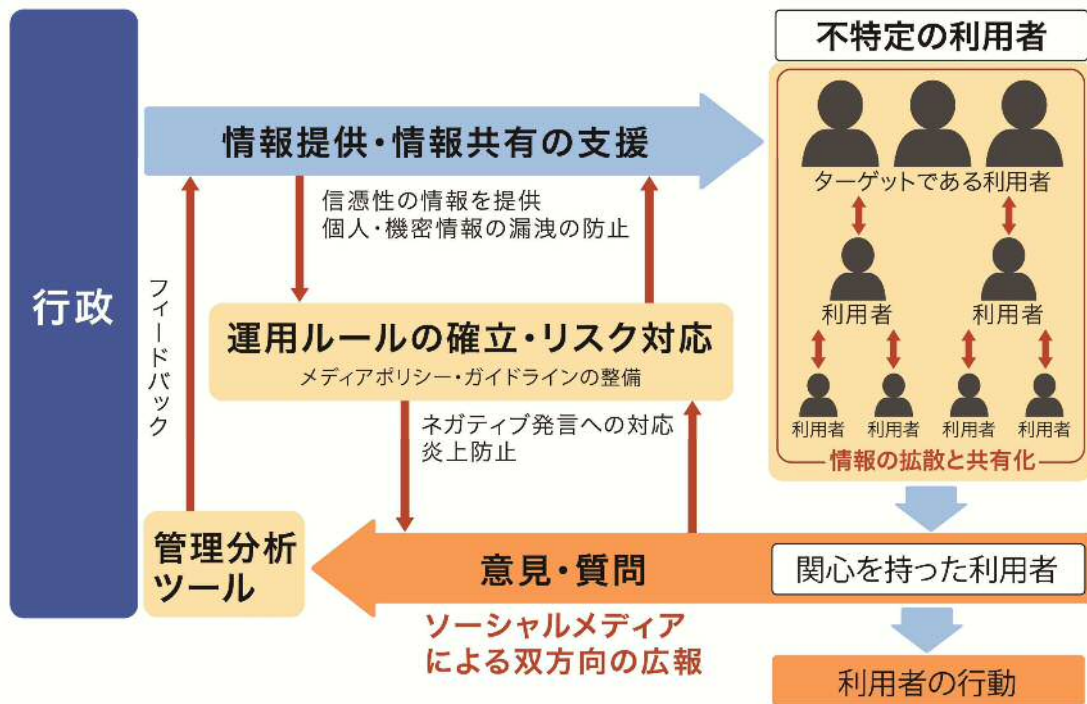 不特定の利用者
情報提供・情報共有の支援
ターゲットである利用者
信憑性の情報を提供
個人・機密情報の漏洩の防止
行政
フィードバック
利用者
利用者
運用ルールの確立・リスク対応
メディアポリシー・ガイドラインの整備
利用者
利用者
利用者
利用者
ネガティブ発言への対応
炎上防止
情報の拡散と共有化
管理分析
ツール
意見・質問
関心を持った利用者
ソーシャルメディア
による双方向の広報
利用者の行動